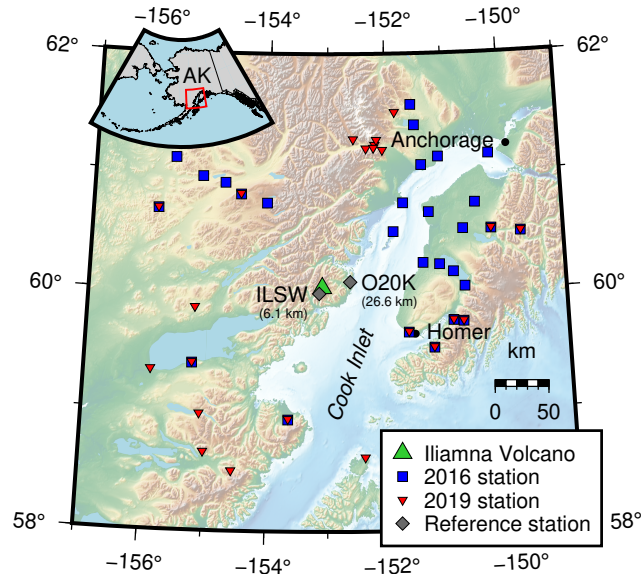 −156° −154° −152° −150°
62° 62°
AK
Anchorage
60° 60°
ILSW
(6.1 km)
O20K
(26.6 km)
Homer
Cook Inlet
km
0 50
Iliamna Volcano
2016 station
2019 station
Reference station
58° 58°
−156° −154° −152° −150°